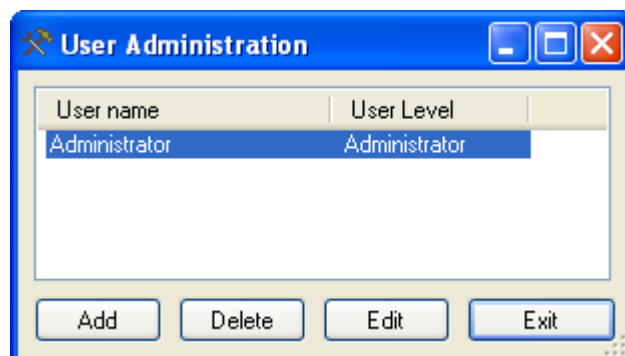 User Administration
User name User Level
Administrator Administrator
Add Delete Edit Exit